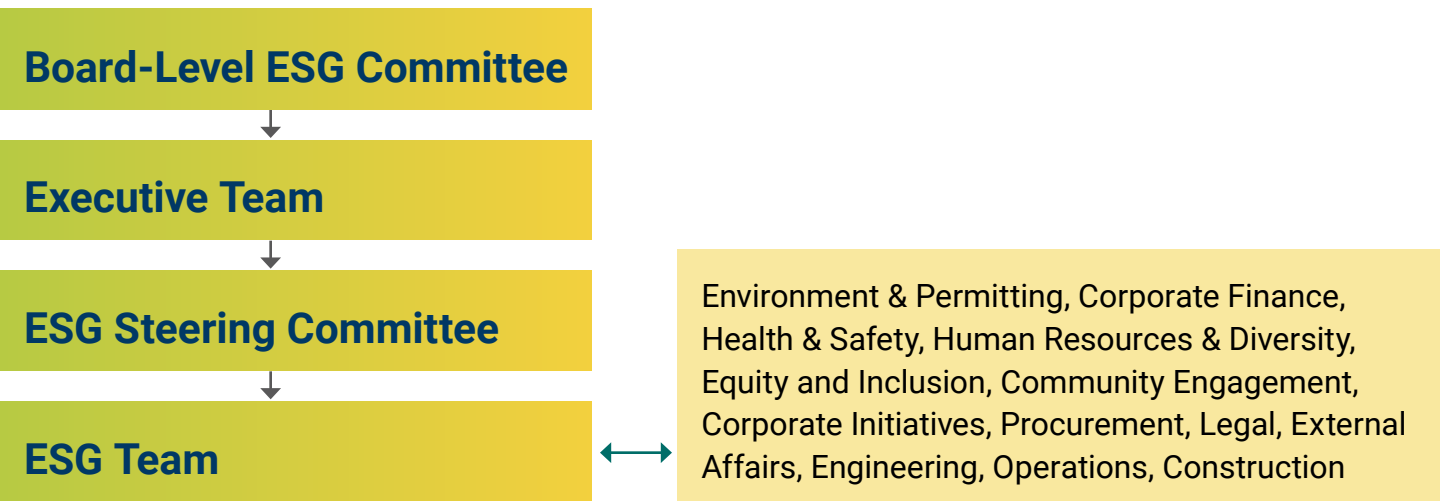 Board-Level ESG Committee
Executive Team
ESG Steering Committee
ESG Team
Environment & Permitting, Corporate Finance,
Health & Safety, Human Resources & Diversity,
Equity and Inclusion, Community Engagement,
Corporate Initiatives, Procurement, Legal, External
Affairs, Engineering, Operations, Construction